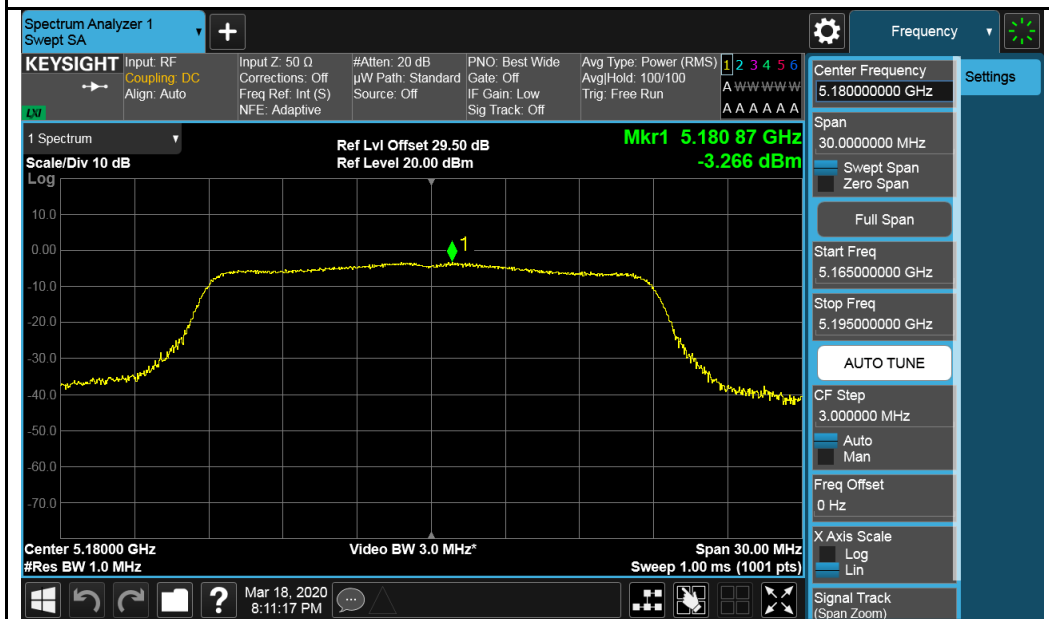 Spectrum Analyzer 1
Swept SA
+
Frequency
KEYSIGHT
LXI
Input: RF
Coupling: DC
Align: Auto
Input Z: 50 Ω
Corrections: Off
Freq Ref: Int (S)
NFE: Adaptive
#Atten: 20 dB
µW Path: Standard
Source: Off
PNO: Best Wide
Gate: Off
IF Gain: Low
Sig Track: Off
Avg Type: Power (RMS)
Avg|Hold: 100/100
Trig: Free Run
1 2 3 4 5 6
A W W W W W
A A A A A A
1 Spectrum
Scale/Div 10 dB
Log
Ref Lvl Offset 29.50 dB
Ref Level 20.00 dBm
Mkr1 5.180 87 GHz
-3.266 dBm
1
10.0
0.00
-10.0
-20.0
-30.0
-40.0
-50.0
-60.0
-70.0
Center 5.18000 GHz
#Res BW 1.0 MHz
Video BW 3.0 MHz*
Span 30.00 MHz
Sweep 1.00 ms (1001 pts)
Center Frequency
5.180000000 GHz
Span
30.0000000 MHz
Swept Span
Zero Span
Full Span
Start Freq
5.165000000 GHz
Stop Freq
5.195000000 GHz
AUTO TUNE
CF Step
3.000000 MHz
Auto
Man
Freq Offset
0 Hz
X Axis Scale
Log
Lin
Signal Track
(Span Zoom)
Settings
?
Mar 18, 2020
8:11:17 PM